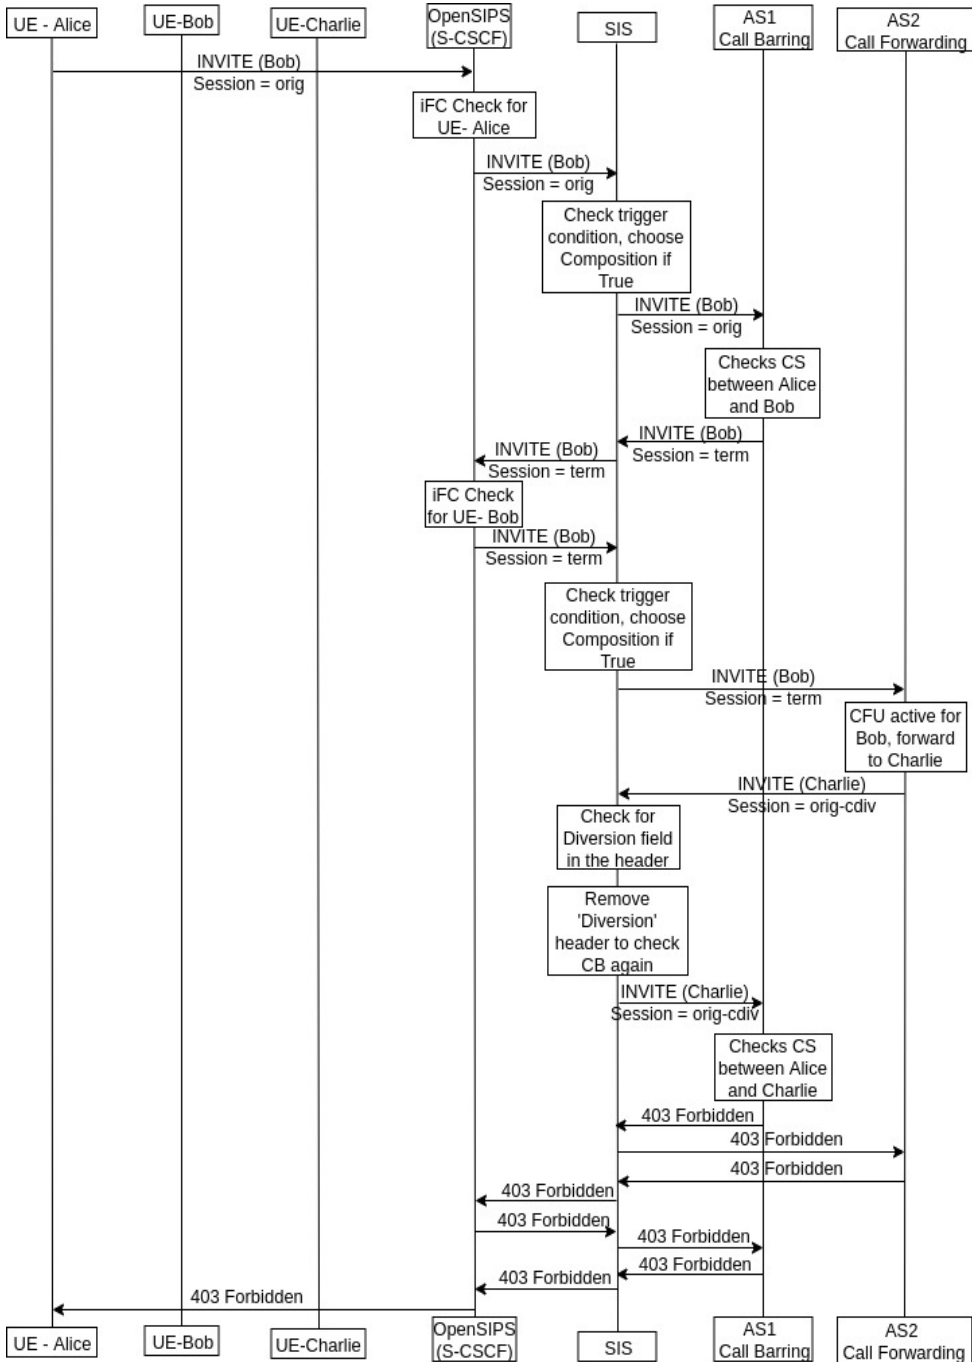 UE - Alice
UE-Bob
UE-Charlie
OpenSIPS
(S-CSCF)
SIS
AS1
Call Barring
AS2
Call Forwarding
INVITE (Bob)
Session = orig
iFC Check for
UE- Alice
INVITE (Bob)
Session = orig
Check trigger
condition, choose
Composition if
True
INVITE (Bob)
Session = orig
Checks CS
between Alice
and Bob
INVITE (Bob)
Session = term
INVITE (Bob)
Session = term
iFC Check
for UE- Bob
INVITE (Bob)
Session = term
Check trigger
condition, choose
Composition if
True
INVITE (Bob)
Session = term
CFU active for
Bob, forward
to Charlie
INVITE (Charlie)
Session = orig-cdiv
Check for
Diversion field
in the header
Remove
'Diversion'
header to check
CB again
INVITE (Charlie)
Session = orig-cdiv
Checks CS
between Alice
and Charlie
403 Forbidden
403 Forbidden
403 Forbidden
403 Forbidden
403 Forbidden
403 Forbidden
403 Forbidden
403 Forbidden
403 Forbidden
UE - Alice
UE-Bob
UE-Charlie
OpenSIPS
(S-CSCF)
SIS
AS1
Call Barring
AS2
Call Forwarding